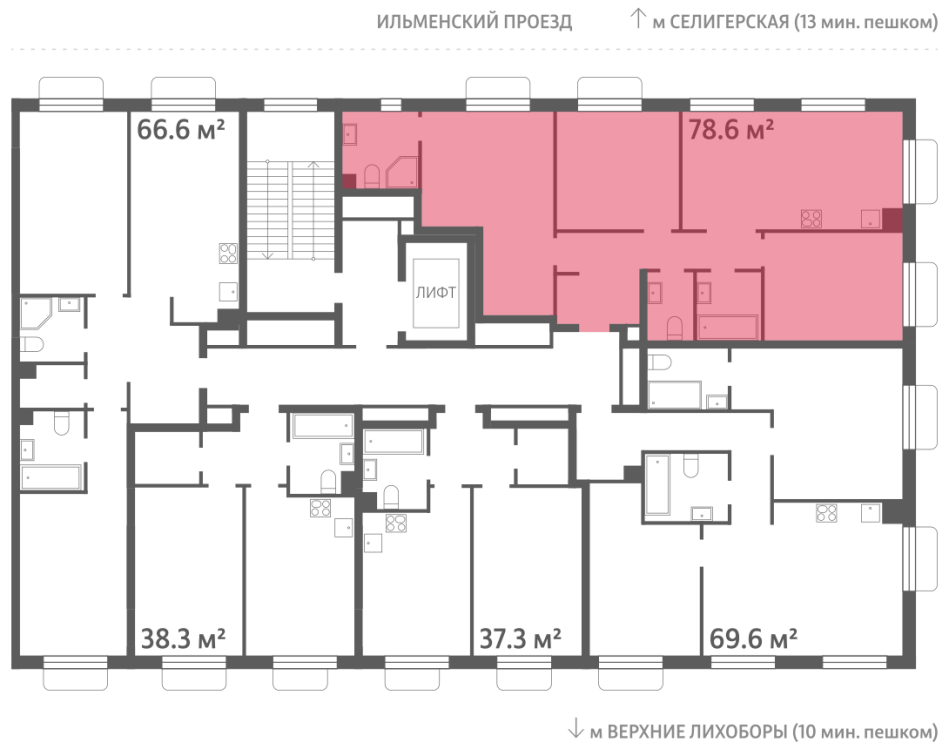 ИЛЬМЕНСКИЙ ПРОЕЗД
↑ м СЕЛИГЕРСКАЯ (13 мин. пешком)
66.6 м²
78.6 м²
ЛИФТ
38.3 м²
37.3 м²
69.6 м²
↓ м ВЕРХНИЕ ЛИХОБОРЫ (10 мин. пешком)